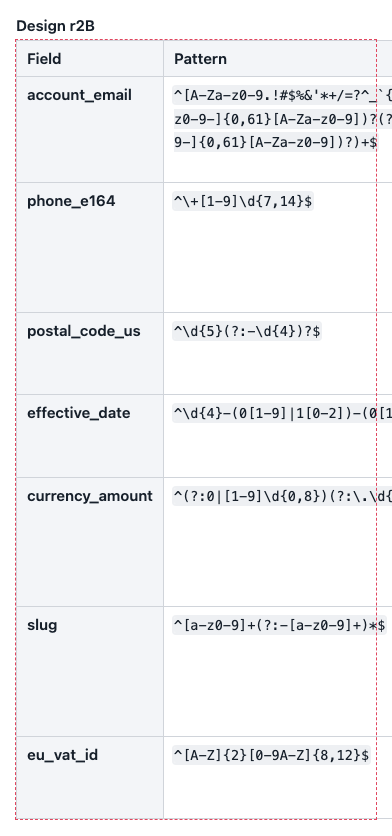 Design r2B
Field Pattern
account_email ^[A-Za-z0-9.!#$%&'*+/=?^_`{
z0-9-]{0,61}[A-Za-z0-9])?(?
9-]{0,61}[A-Za-z0-9])?)+$
phone_e164 ^\+[1-9]\d{7,14}$
postal_code_us ^\d{5}(?:-\d{4})?$
effective_date ^\d{4}-(0[1-9]|1[0-2])-(0[1
currency_amount ^(?:0|[1-9]\d{0,8})(?:\.\d{
slug ^[a-z0-9]+(?:-[a-z0-9]+)*$
eu_vat_id ^[A-Z]{2}[0-9A-Z]{8,12}$